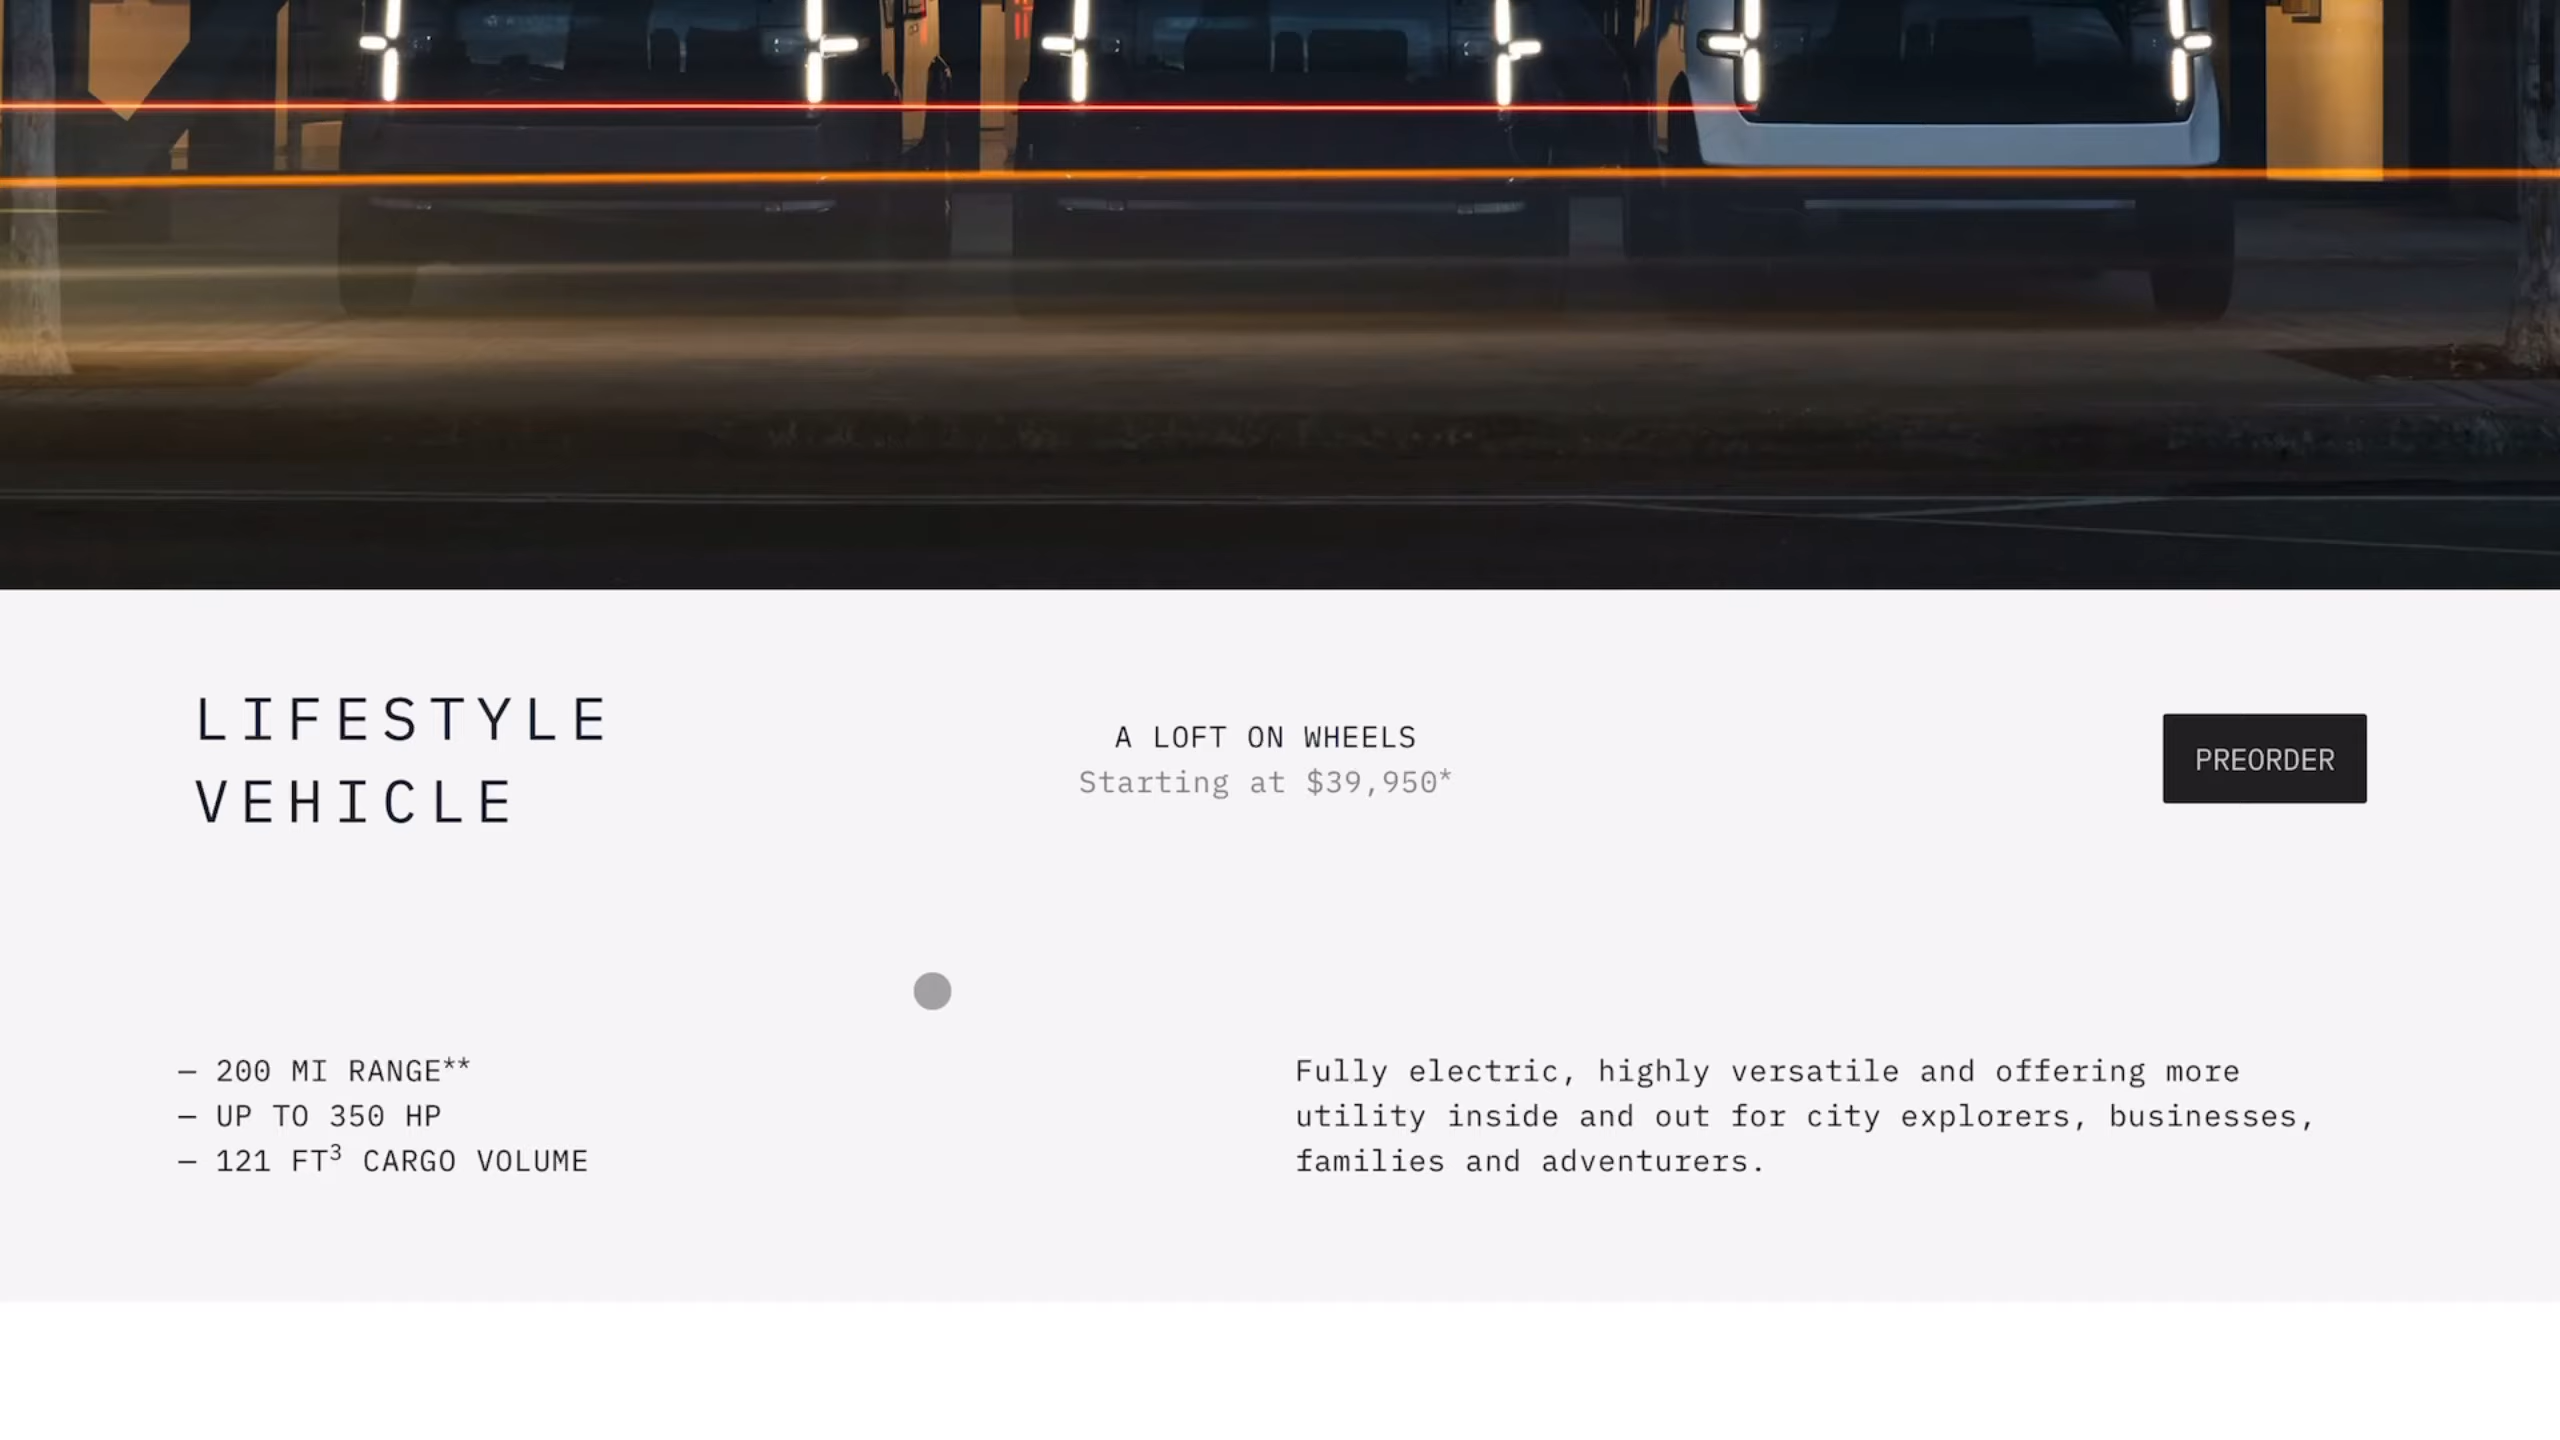 LIFESTYLE
VEHICLE
A LOFT ON WHEELS
Starting at $39,950*
PREORDER
— 200 MI RANGE**
— UP TO 350 HP
— 121 FT³ CARGO VOLUME
Fully electric, highly versatile and offering more
utility inside and out for city explorers, businesses,
families and adventurers.